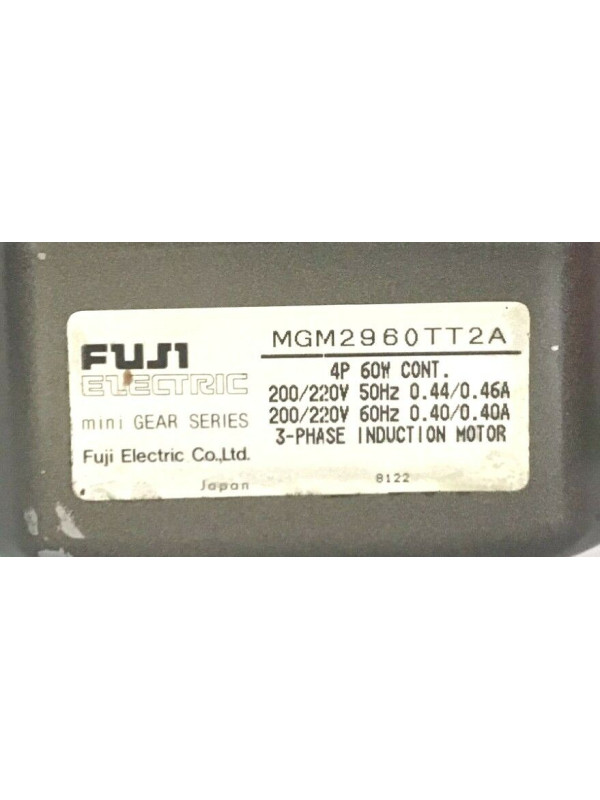 FUJI
ELECTRIC
mini GEAR SERIES
Fuji Electric Co.,Ltd.
Japan
MGM2960TT2A
4P 60W CONT.
200/220V 50Hz 0.44/0.46A
200/220V 60Hz 0.40/0.40A
3-PHASE INDUCTION MOTOR
8122